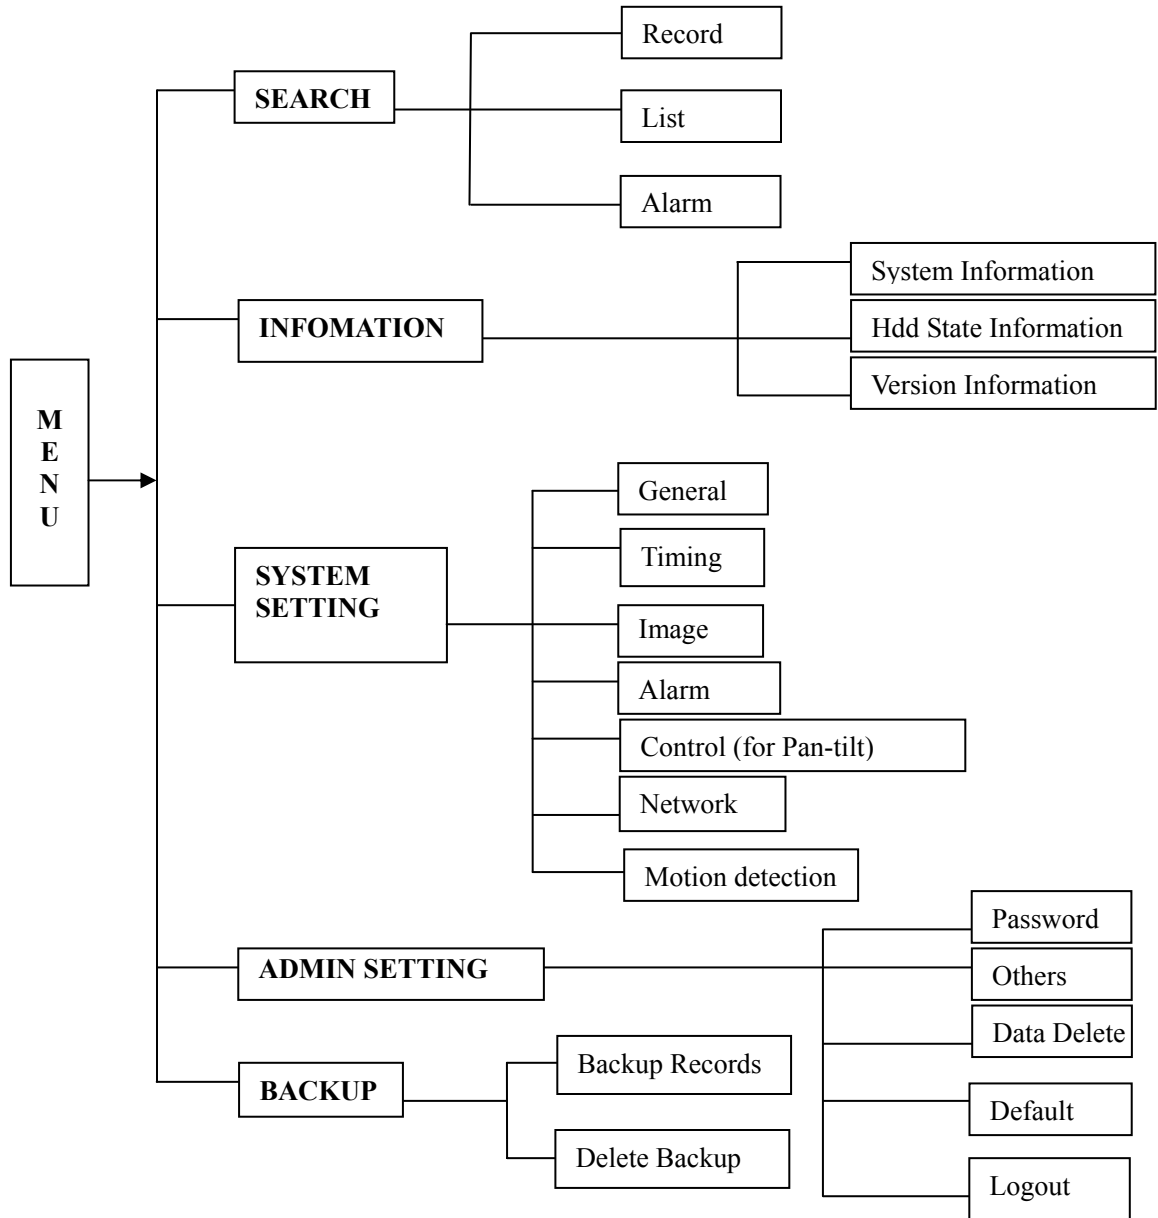 M
E
N
U
SEARCH
Record
List
Alarm
INFOMATION
System Information
Hdd State Information
Version Information
SYSTEM
SETTING
General
Timing
Image
Alarm
Control (for Pan-tilt)
Network
Motion detection
ADMIN SETTING
Password
Others
Data Delete
Default
Logout
BACKUP
Backup Records
Delete Backup